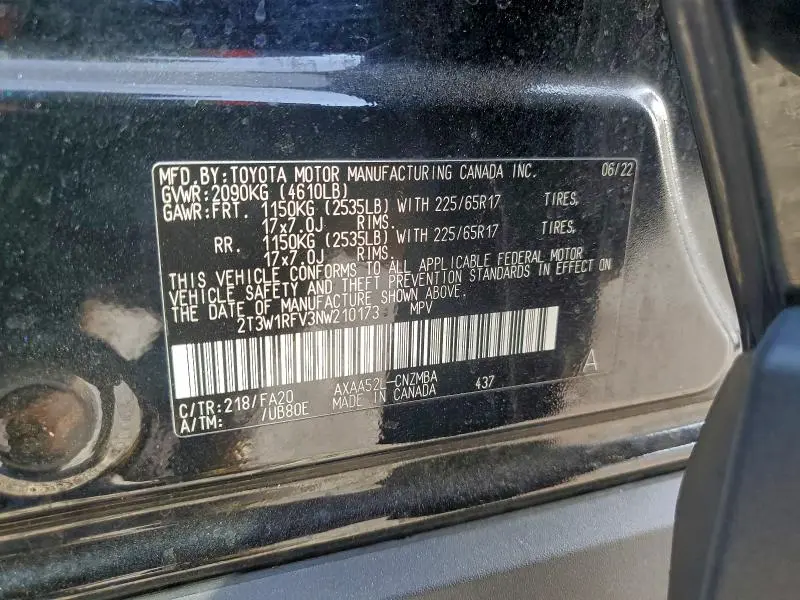 MFD.BY:TOYOTA MOTOR MANUFACTURING CANADA INC. 06/22
GVWR:2090KG (4610LB)
GAWR:FRT. 1150KG (2535LB) WITH 225/65R17 TIRES,
17x7.0J RIMS.
RR. 1150KG (2535LB) WITH 225/65R17 TIRES,
17x7.0J RIMS.
THIS VEHICLE CONFORMS TO ALL APPLICABLE FEDERAL MOTOR
VEHICLE SAFETY AND THEFT PREVENTION STANDARDS IN EFFECT ON
THE DATE OF MANUFACTURE SHOWN ABOVE.
2T3W1RFV3NW210173 MPV
C/TR:218/FA20 AXAA52L-CNZMBA 437 A
A/TM: /UB80E MADE IN CANADA